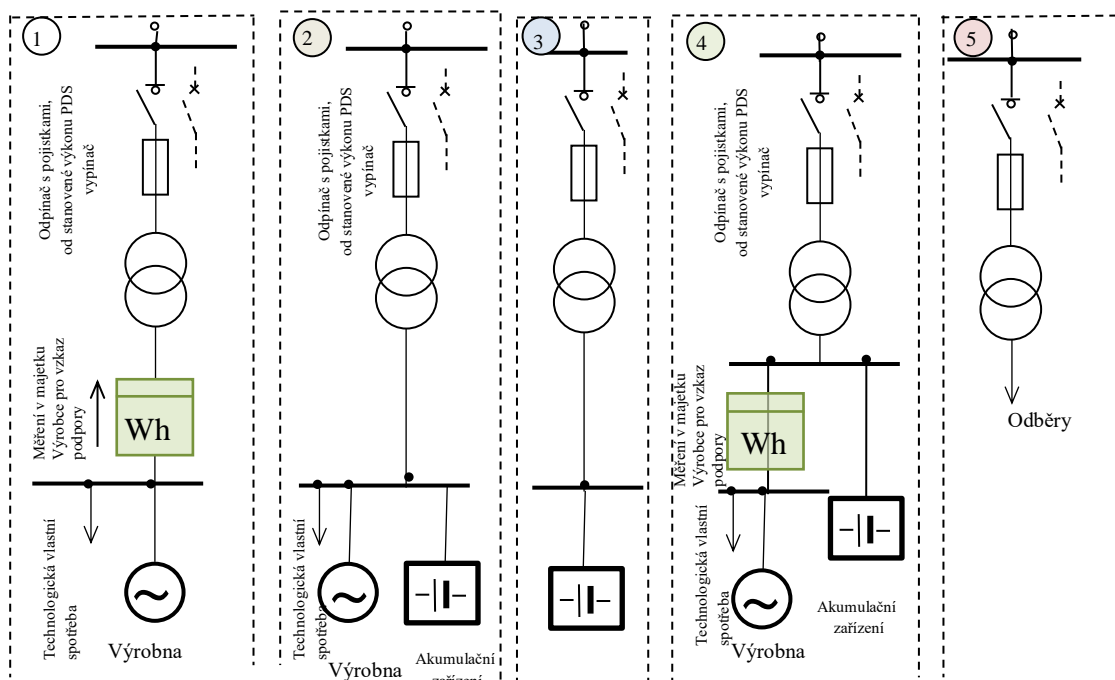 1
Odpínač s pojistkami,
od stanovené výkonu PDS
vypínač
Měření v majetku
Výrobce pro vzkaz
podpory
Wh
Technologická vlastní
spotřeba
Výrobna
2
Odpínač s pojistkami,
od stanovené výkonu PDS
vypínač
Technologická vlastní
spotřeba
Výrobna
Akumulační
zařízení
3
4
Odpínač s pojistkami,
od stanovené výkonu PDS
vypínač
Měření v majetku
Výrobce pro vzkaz
podpory
Wh
Technologická vlastní
spotřeba
Výrobna
Akumulační
zařízení
5
Odběry